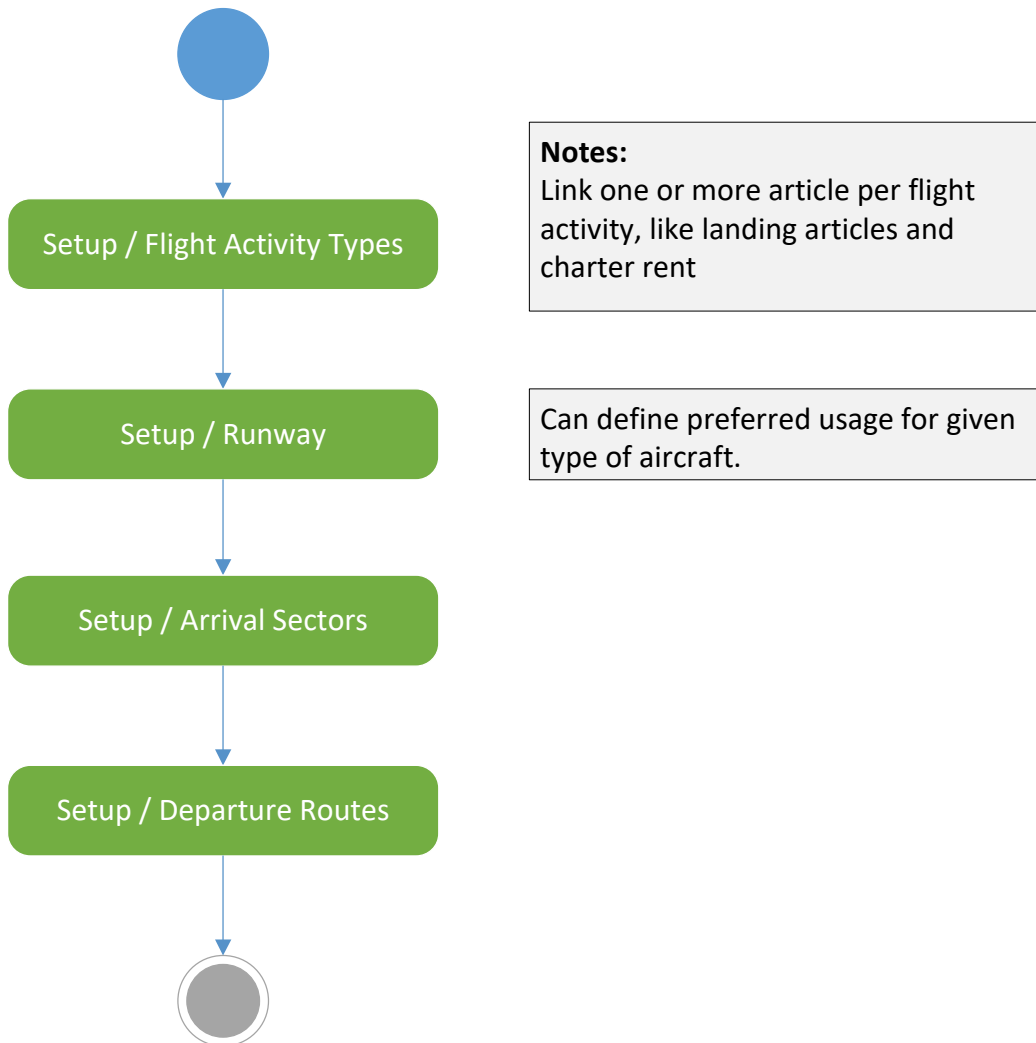 Notes:
Link one or more article per flight
activity, like landing articles and
charter rent
Setup / Flight Activity Types
Setup / Runway
Can define preferred usage for given
type of aircraft.
Setup / Arrival Sectors
Setup / Departure Routes